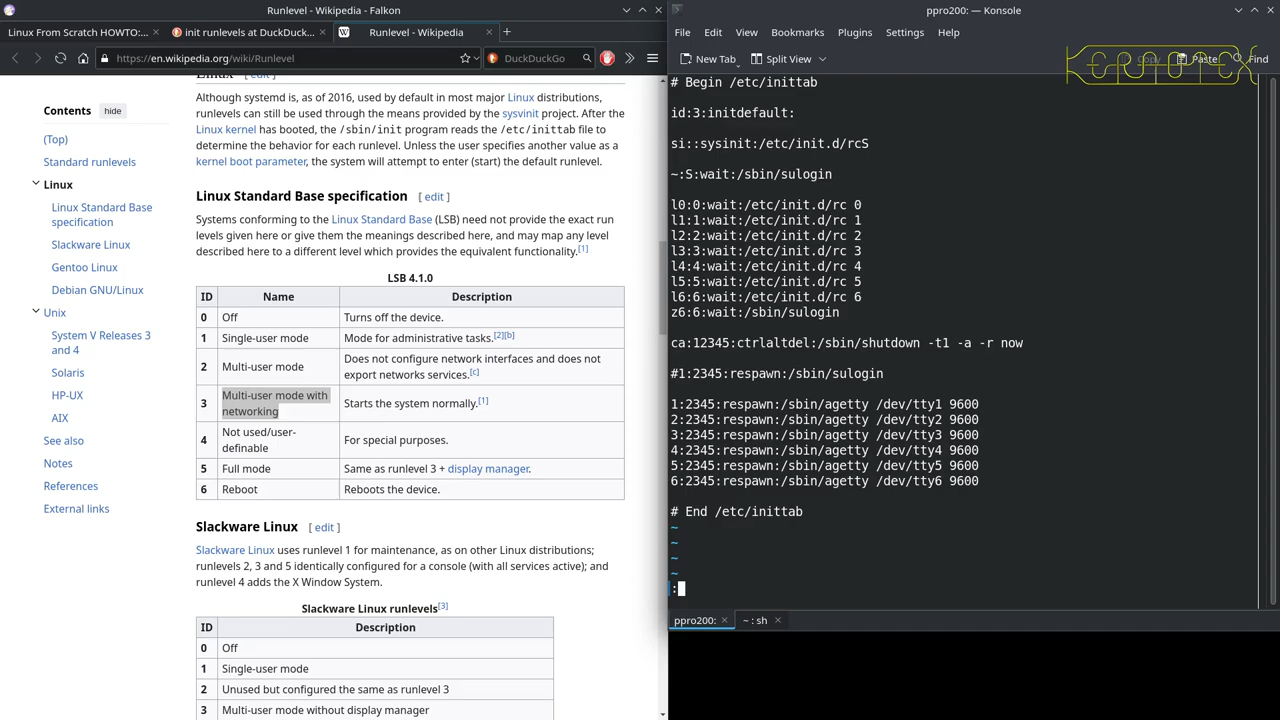 Runlevel - Wikipedia - Falkon
Linux From Scratch HOWTO:...
init runlevels at DuckDuck...
Runlevel - Wikipedia
https://en.wikipedia.org/wiki/Runlevel
DuckDuckGo
Contents hide
(Top)
Standard runlevels
Linux
Linux Standard Base
specification
Slackware Linux
Gentoo Linux
Debian GNU/Linux
Unix
System V Releases 3
and 4
Solaris
HP-UX
AIX
See also
Notes
References
External links
Linux [ edit ]
Although systemd is, as of 2016, used by default in most major Linux distributions,
runlevels can still be used through the means provided by the sysvinit project. After the
Linux kernel has booted, the /sbin/init program reads the /etc/inittab file to
determine the behavior for each runlevel. Unless the user specifies another value as a
kernel boot parameter, the system will attempt to enter (start) the default runlevel.
Linux Standard Base specification [ edit ]
Systems conforming to the Linux Standard Base (LSB) need not provide the exact run
levels given here or give them the meanings described here, and may map any level
described here to a different level which provides the equivalent functionality.[1]
LSB 4.1.0
ID Name Description
0 Off Turns off the device.
1 Single-user mode Mode for administrative tasks.[2][b]
2 Multi-user mode Does not configure network interfaces and does not
export networks services.[c]
3 Multi-user mode with
networking Starts the system normally.[1]
4 Not used/user-
definable For special purposes.
5 Full mode Same as runlevel 3 + display manager.
6 Reboot Reboots the device.
Slackware Linux [ edit ]
Slackware Linux uses runlevel 1 for maintenance, as on other Linux distributions;
runlevels 2, 3 and 5 identically configured for a console (with all services active); and
runlevel 4 adds the X Window System.
Slackware Linux runlevels[3]
ID Description
0 Off
1 Single-user mode
2 Unused but configured the same as runlevel 3
3 Multi-user mode without display manager
ppro200: — Konsole
File Edit View Bookmarks Plugins Settings Help
New Tab Split View Copy Paste Find
# Begin /etc/inittab
id:3:initdefault:
si::sysinit:/etc/init.d/rcS
~:S:wait:/sbin/sulogin
l0:0:wait:/etc/init.d/rc 0
l1:1:wait:/etc/init.d/rc 1
l2:2:wait:/etc/init.d/rc 2
l3:3:wait:/etc/init.d/rc 3
l4:4:wait:/etc/init.d/rc 4
l5:5:wait:/etc/init.d/rc 5
l6:6:wait:/etc/init.d/rc 6
z6:6:wait:/sbin/sulogin
ca:12345:ctrlaltdel:/sbin/shutdown -t1 -a -r now
#1:2345:respawn:/sbin/sulogin
1:2345:respawn:/sbin/agetty /dev/tty1 9600
2:2345:respawn:/sbin/agetty /dev/tty2 9600
3:2345:respawn:/sbin/agetty /dev/tty3 9600
4:2345:respawn:/sbin/agetty /dev/tty4 9600
5:2345:respawn:/sbin/agetty /dev/tty5 9600
6:2345:respawn:/sbin/agetty /dev/tty6 9600
# End /etc/inittab
~
~
~
~
:
ppro200:
~ : sh